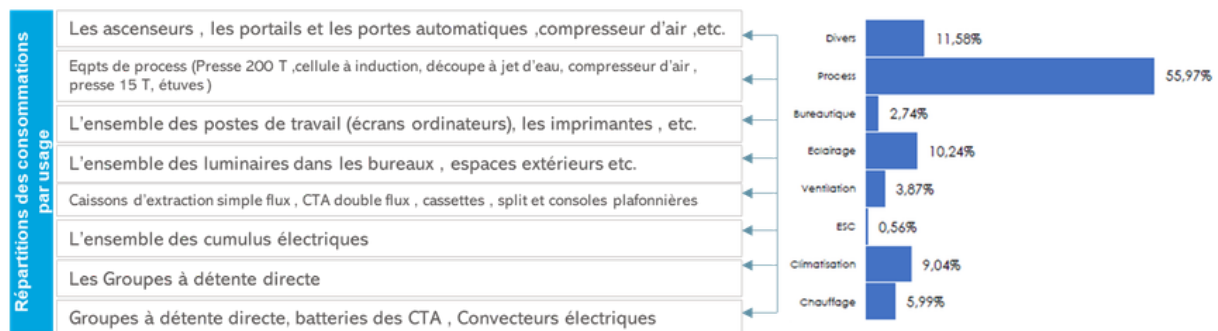 Répartitions des consommations
par usage
Les ascenseurs , les portails et les portes automatiques ,compresseur d'air ,etc.
Eqpts de process (Presse 200 T ,cellule à induction, découpe à jet d'eau, compresseur d'air ,
presse 15 T, étuves )
L'ensemble des postes de travail (écrans ordinateurs), les imprimantes , etc.
L'ensemble des luminaires dans les bureaux , espaces extérieurs etc.
Caissons d'extraction simple flux , CTA double flux , cassettes , split et consoles plafonnières
L'ensemble des cumulus électriques
Les Groupes à détente directe
Groupes à détente directe, batteries des CTA , Convecteurs électriques
Divers 11,58%
Process 55,97%
Bureautique 2,74%
Eclairage 10,24%
Ventilation 3,87%
ESC 0,56%
Climatisation 9,04%
Chauffage 5,99%